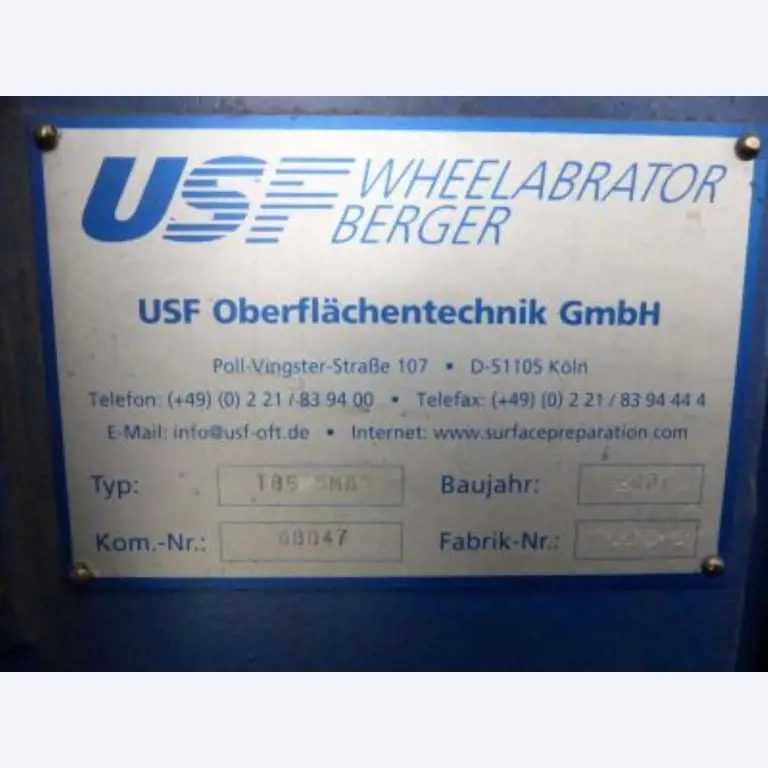 USF WHEELABRATOR
BERGER
USF Oberflächentechnik GmbH
Poll-Vingster-Straße 107 • D-51105 Köln
Telefon: (+49) (0) 2 21 / 83 94 00 • Telefax: (+49) (0) 2 21 / 83 94 44 4
E-Mail: info@usf-oft.de • Internet: www.surfacepreparation.com
Typ: Baujahr:
Kom.-Nr.: Fabrik-Nr.: